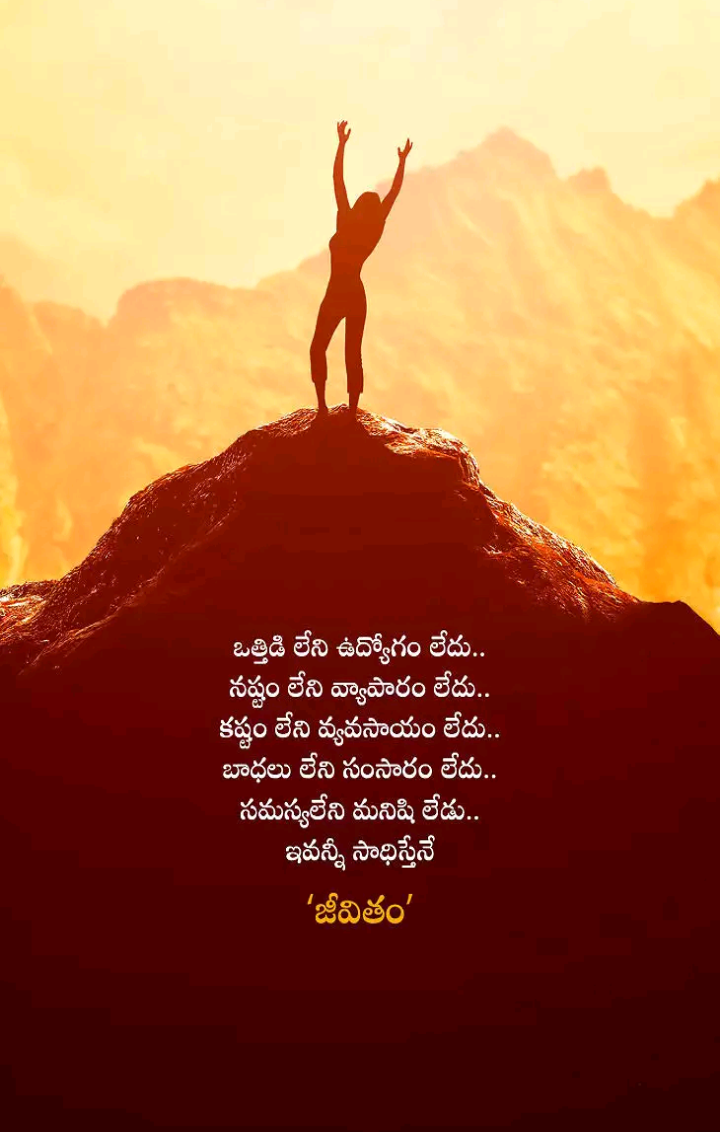 ఒత్తిడి లేని ఉద్యోగం లేదు..
నష్టం లేని వ్యాపారం లేదు..
కష్టం లేని వ్యవసాయం లేదు..
బాధలు లేని సంసారం లేదు..
సమస్యలేని మనిషి లేడు..
ఇవన్నీ సాధిస్తేనే
‘జీవితం’